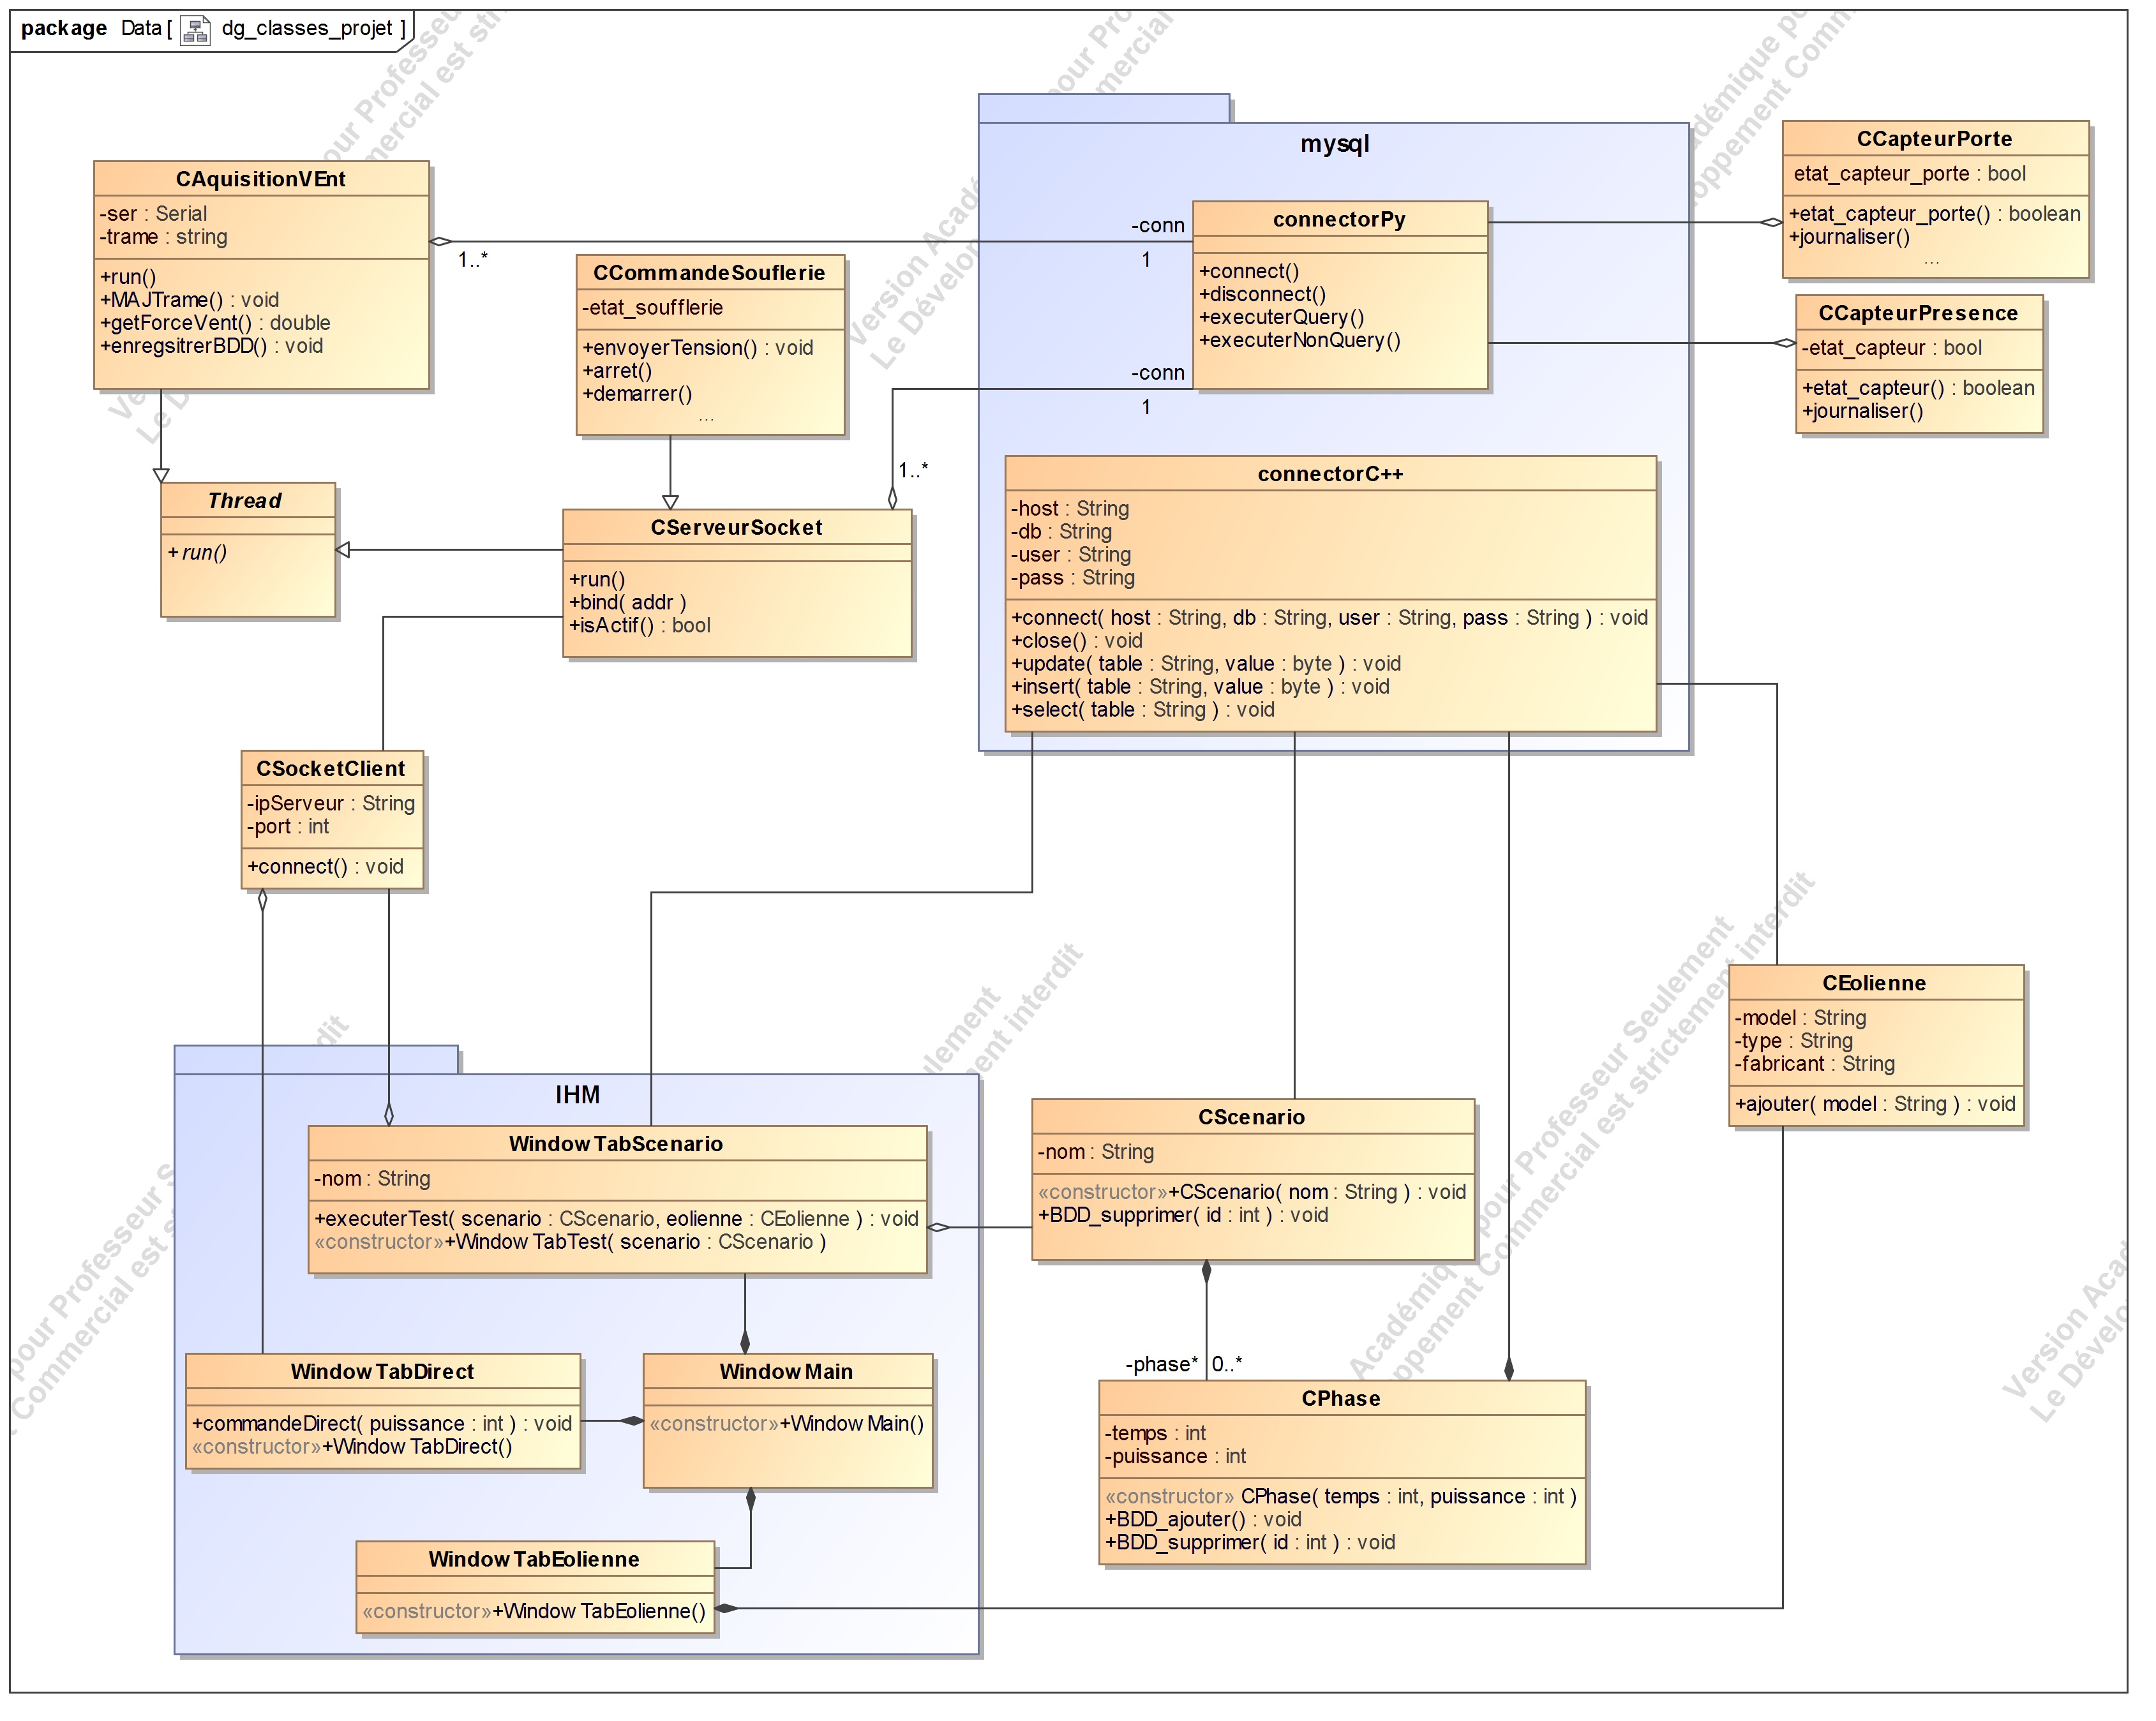 package Data [ dg_classes_projet ]
CAquisitionVEnt
-ser : Serial
-trame : string
+run()
+MAJTrame() : void
+getForceVent() : double
+enregsitrerBDD() : void
1..*
-conn
1
CCommandeSouflerie
-etat_soufflerie
+envoyerTension() : void
+arret()
+demarrer()
...
mysql
connectorPy
+connect()
+disconnect()
+executerQuery()
+executerNonQuery()
-conn
1
1..*
CCapteurPorte
etat_capteur_porte : bool
+etat_capteur_porte() : boolean
+journaliser()
...
CCapteurPresence
-etat_capteur : bool
+etat_capteur() : boolean
+journaliser()
Thread
+run()
CServeurSocket
+run()
+bind( addr )
+isActif() : bool
connectorC++
-host : String
-db : String
-user : String
-pass : String
+connect( host : String, db : String, user : String, pass : String ) : void
+close() : void
+update( table : String, value : byte ) : void
+insert( table : String, value : byte ) : void
+select( table : String ) : void
CSocketClient
-ipServeur : String
-port : int
+connect() : void
CEolienne
-model : String
-type : String
-fabricant : String
+ajouter( model : String ) : void
IHM
WindowTabScenario
-nom : String
+executerTest( scenario : CScenario, eolienne : CEolienne ) : void
«constructor»+WindowTabTest( scenario : CScenario )
CScenario
-nom : String
«constructor»+CScenario( nom : String ) : void
+BDD_supprimer( id : int ) : void
-phase*
0..*
WindowTabDirect
+commandeDirect( puissance : int ) : void
«constructor»+WindowTabDirect()
WindowMain
«constructor»+WindowMain()
CPhase
-temps : int
-puissance : int
«constructor» CPhase( temps : int, puissance : int )
+BDD_ajouter() : void
+BDD_supprimer( id : int ) : void
WindowTabEolienne
«constructor»+WindowTabEolienne()